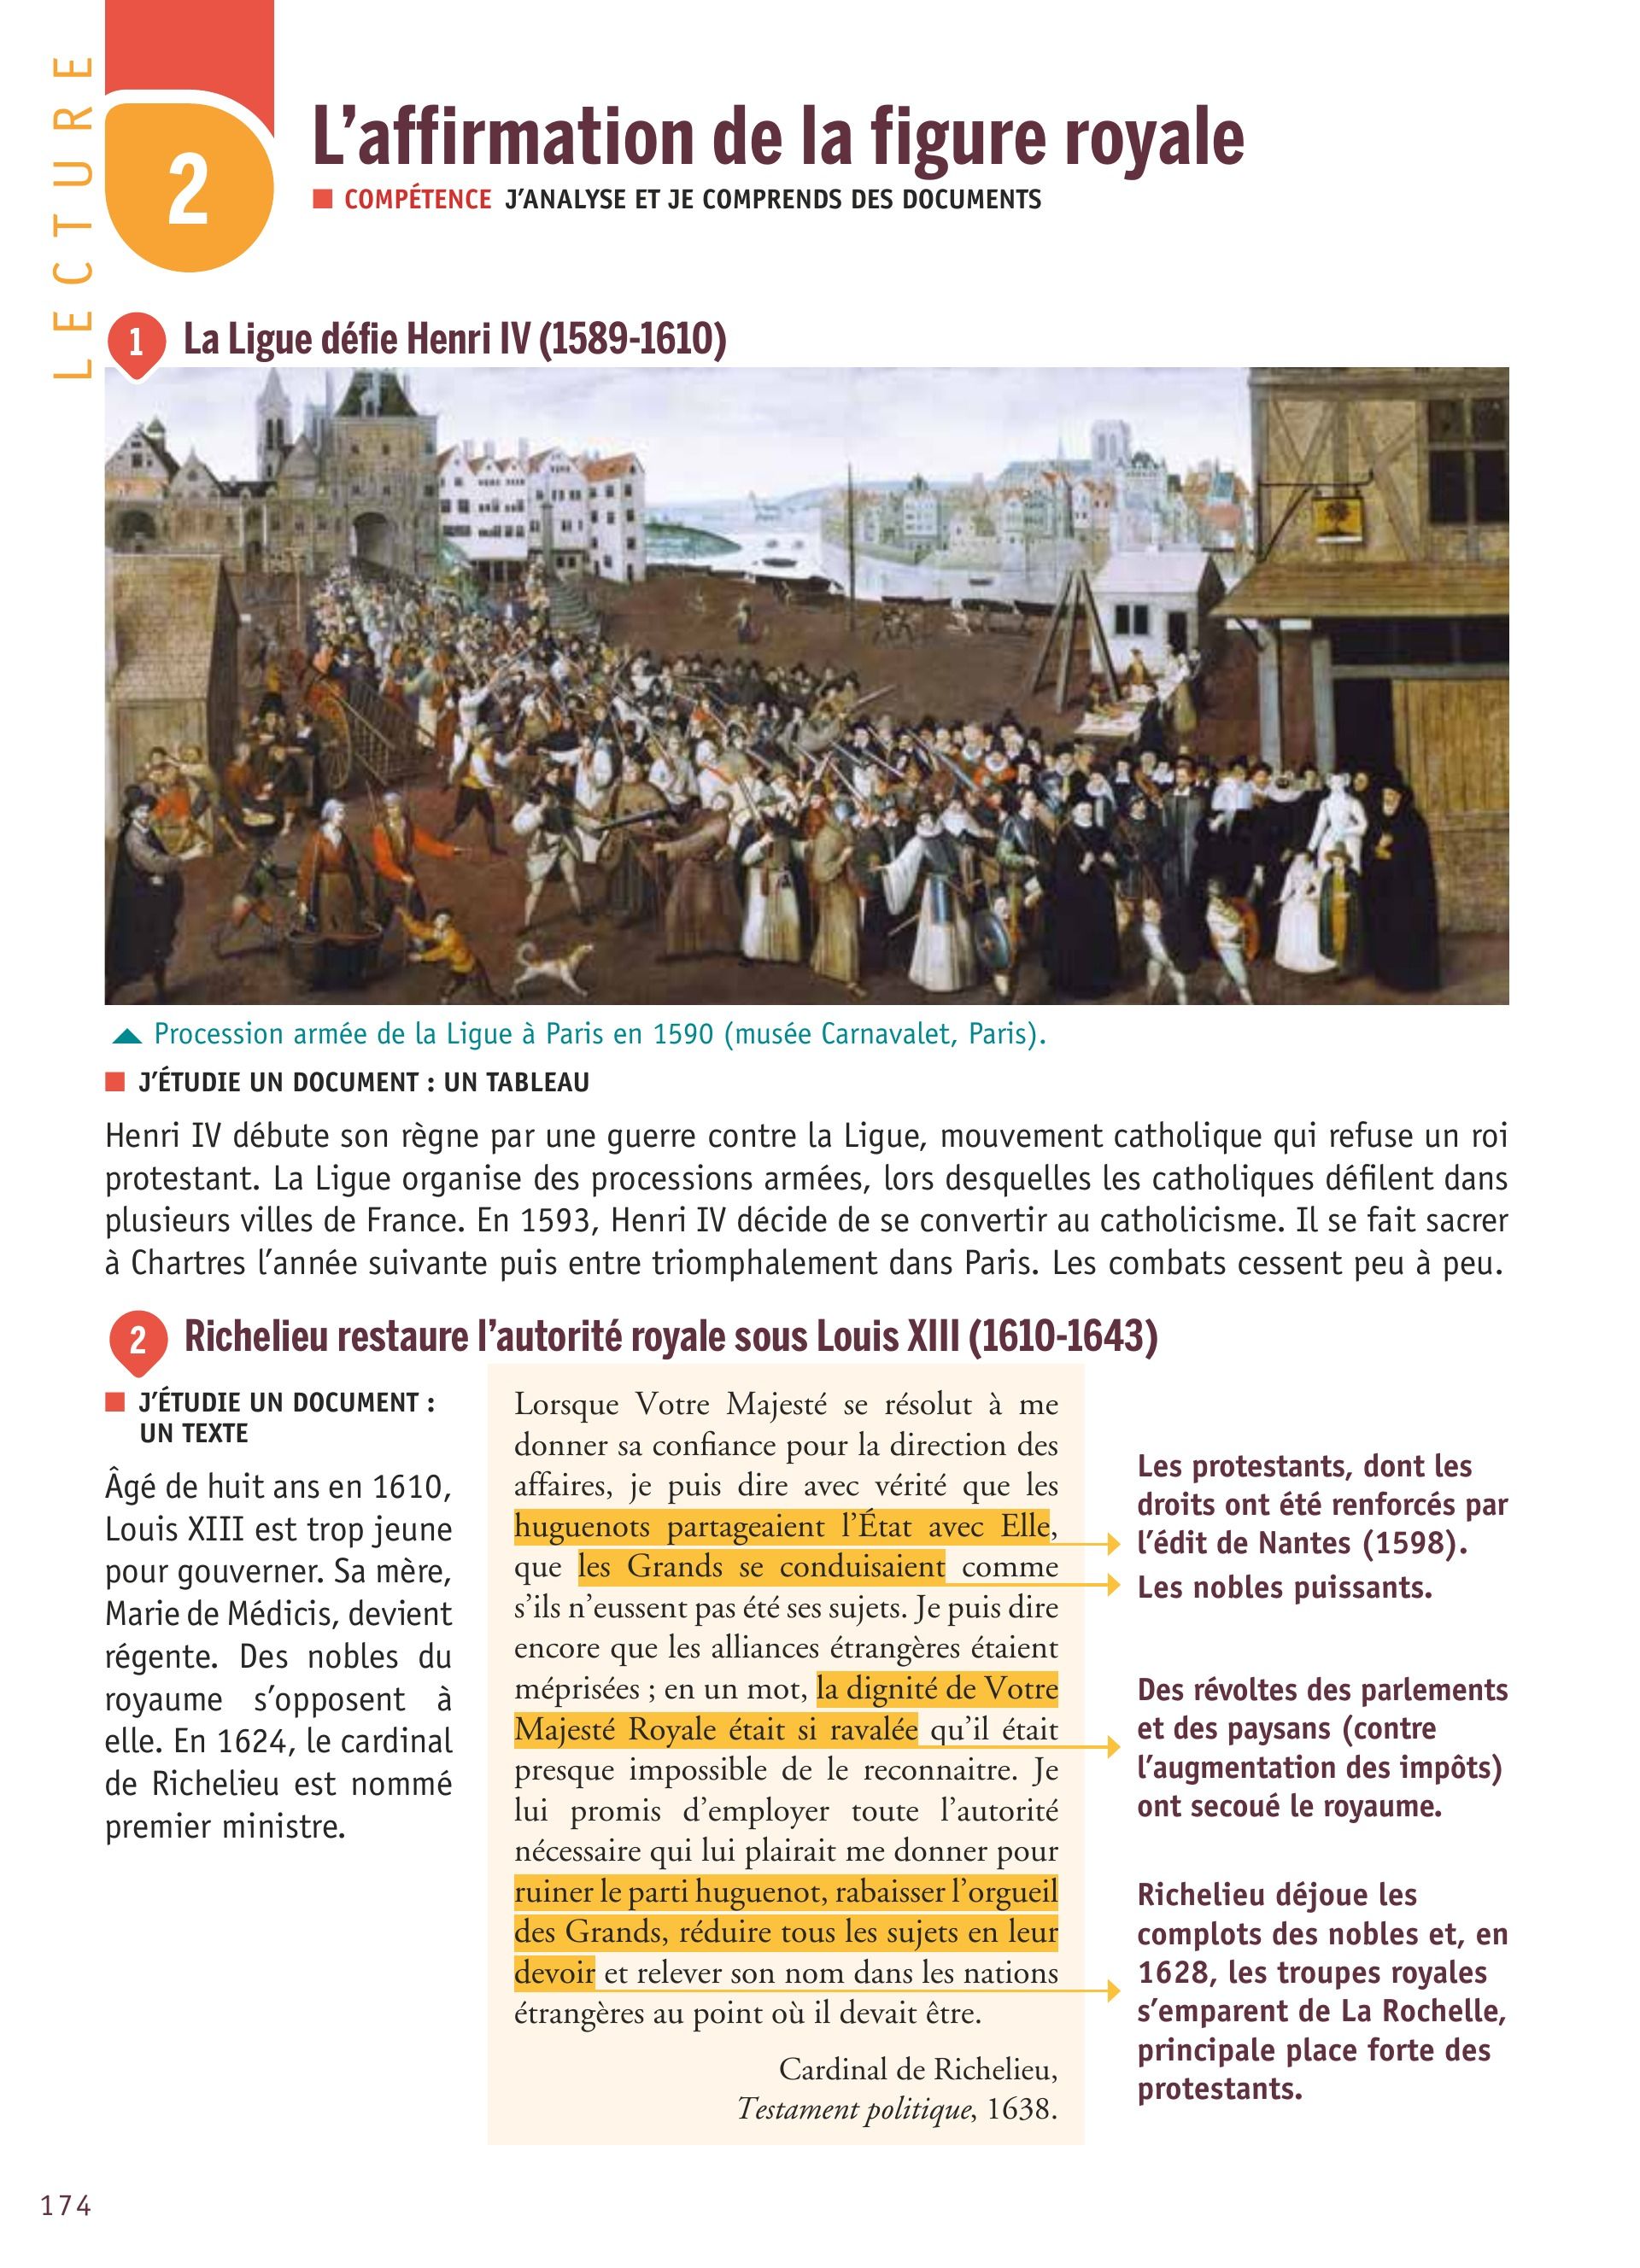 LECTURE
2
L'affirmation de la figure royale
COMPÉTENCE J'ANALYSE ET JE COMPRENDS DES DOCUMENTS
1 La Ligue défie Henri IV (1589-1610)
Procession armée de la Ligue à Paris en 1590 (musée Carnavalet, Paris).
J'ÉTUDIE UN DOCUMENT : UN TABLEAU
Henri IV débute son règne par une guerre contre la Ligue, mouvement catholique qui refuse un roi
protestant. La Ligue organise des processions armées, lors desquelles les catholiques défilent dans
plusieurs villes de France. En 1593, Henri IV décide de se convertir au catholicisme. Il se fait sacrer
à Chartres l'année suivante puis entre triomphalement dans Paris. Les combats cessent peu à peu.
2 Richelieu restaure l'autorité royale sous Louis XIII (1610-1643)
J'ÉTUDIE UN DOCUMENT :
UN TEXTE
Âgé de huit ans en 1610,
Louis XIII est trop jeune
pour gouverner. Sa mère,
Marie de Médicis, devient
régente. Des nobles du
royaume s'opposent à
elle. En 1624, le cardinal
de Richelieu est nommé
premier ministre.
Lorsque Votre Majesté se résolut à me
donner sa confiance pour la direction des
affaires, je puis dire avec vérité que les
huguenots partageaient l'État avec Elle,
que les Grands se conduisaient comme
s'ils n'eussent pas été ses sujets. Je puis dire
encore que les alliances étrangères étaient
méprisées ; en un mot, la dignité de Votre
Majesté Royale était si ravalée qu'il était
presque impossible de le reconnaitre. Je
lui promis d'employer toute l'autorité
nécessaire qui lui plairait me donner pour
ruiner le parti huguenot, rabaisser l'orgueil
des Grands, réduire tous les sujets en leur
devoir et relever son nom dans les nations
étrangères au point où il devait être.
Cardinal de Richelieu,
Testament politique, 1638.
Les protestants, dont les
droits ont été renforcés par
l'édit de Nantes (1598).
Les nobles puissants.
Des révoltes des parlements
et des paysans (contre
l'augmentation des impôts)
ont secoué le royaume.
Richelieu déjoue les
complots des nobles et, en
1628, les troupes royales
s'emparent de La Rochelle,
principale place forte des
protestants.
174